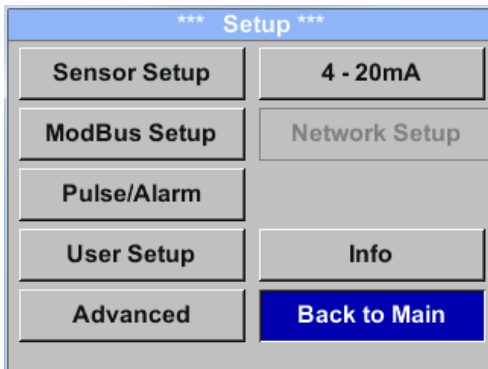 *** Setup ***
Sensor Setup
4 - 20mA
ModBus Setup
Network Setup
Pulse/Alarm
User Setup
Info
Advanced
Back to Main